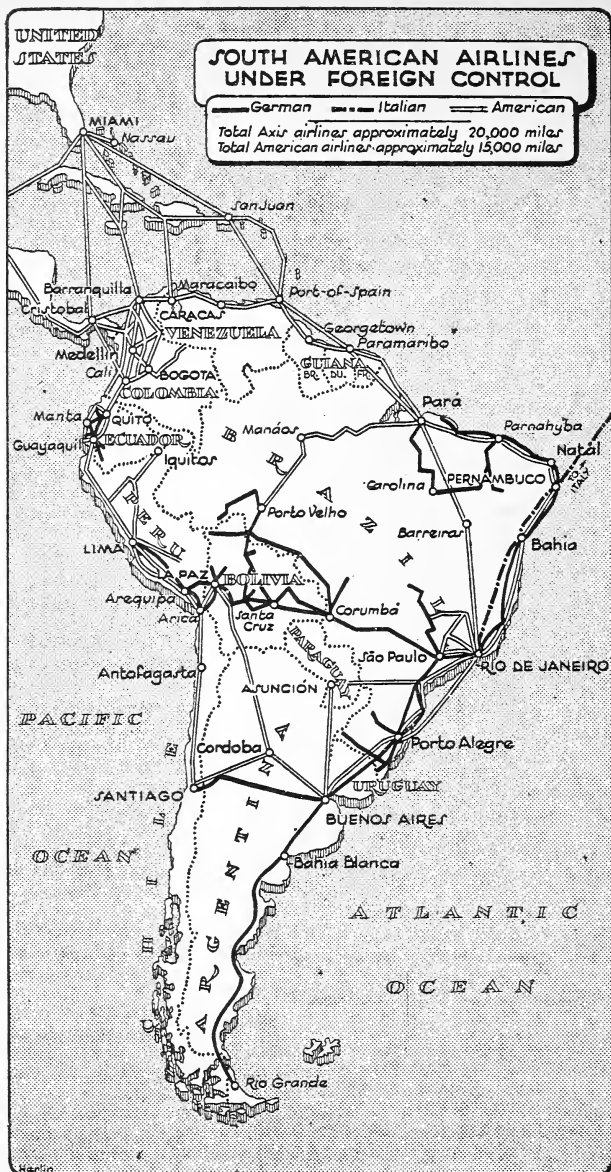 UNITED
STATES
SOUTH AMERICAN AIRLINES
UNDER FOREIGN CONTROL
German Italian American
Total Axis airlines approximately 20,000 miles
Total American airlines approximately 15,000 miles
MIAMI
Nassau
San Juan
Barranquilla
Maracaibo
Port-of-Spain
Cristobal
CARACAS
VENEZUELA
Georgetown
Paramaribo
Medellin
GUIANA
BR. DU. FR.
Cali
BOGOTA
COLOMBIA
Pará
Manta
QUITO
Manáos
Parnahyba
Guayaquil
ECUADOR
Natál
Iquitos
Carolina
PERNAMBUCO
TO ITALY
BRAZIL
PERU
Porto Velho
Barreiras
Bahia
LIMA
PAZ
BOLIVIA
Arequipa
Santa
Cruz
Corumbá
Arica
PARAGUAY
São Paulo
RIO DE JANEIRO
Antofagasta
ASUNCIÓN
PACIFIC
Cordoba
Porto Alegre
SANTIAGO
URUGUAY
BUENOS AIRES
OCEAN
Bahia Blanca
CHILE
ARGENTINA
ATLANTIC
OCEAN
Rio Grande
Herlin